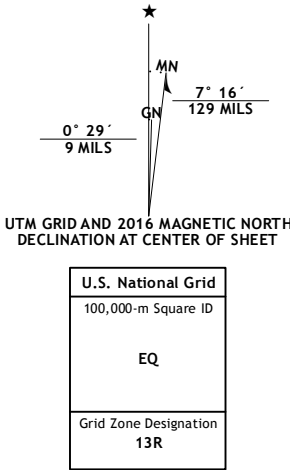 ★
MN
GN
7° 16´
129 MILS
0° 29´
9 MILS
UTM GRID AND 2016 MAGNETIC NORTH
DECLINATION AT CENTER OF SHEET
U.S. National Grid
100,000-m Square ID
EQ
Grid Zone Designation
13R